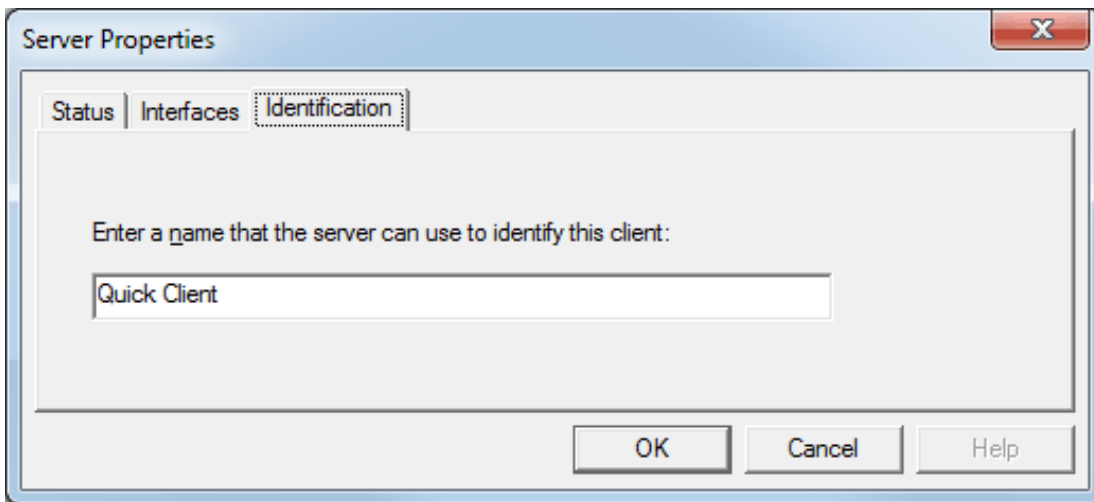 Server Properties
Status Interfaces Identification
Enter a name that the server can use to identify this client:
Quick Client
OK Cancel Help